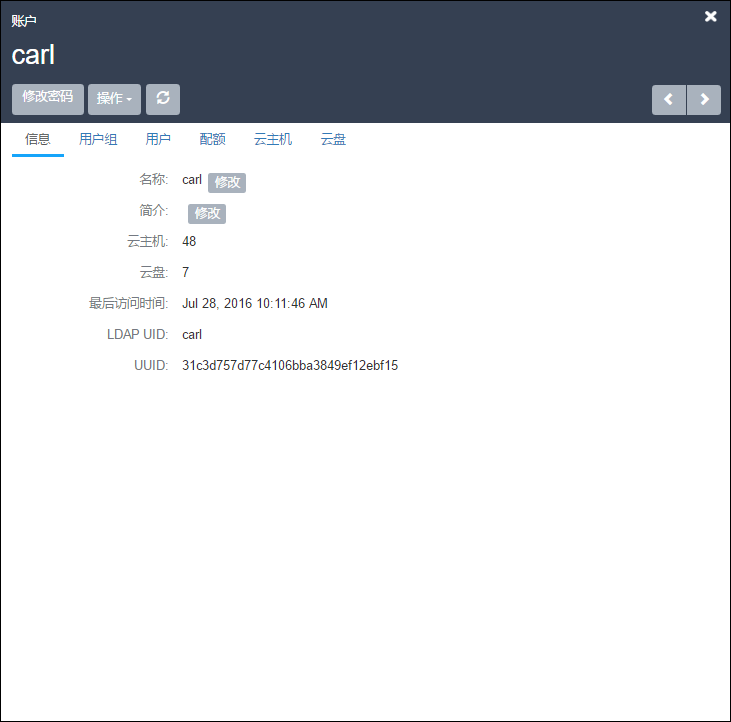 账户
carl
修改密码 操作
信息 用户组 用户 配额 云主机 云盘
名称: carl 修改
简介: 修改
云主机: 48
云盘: 7
最后访问时间: Jul 28, 2016 10:11:46 AM
LDAP UID: carl
UUID: 31c3d757d77c4106bba3849ef12ebf15